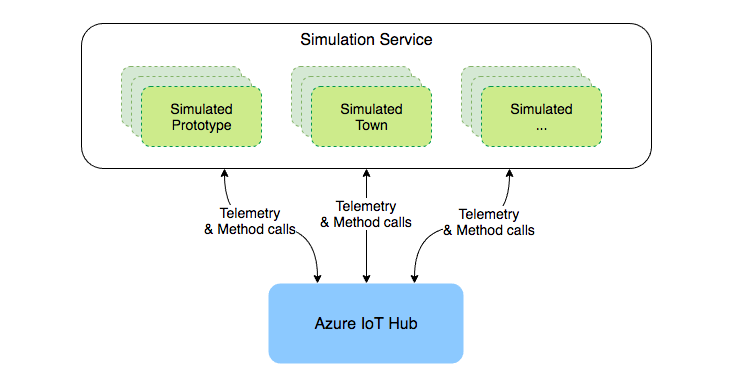 Simulation Service
Simulated
Prototype
Simulated
Town
Simulated
...
Telemetry
& Method calls
Telemetry
& Method calls
Telemetry
& Method calls
Azure IoT Hub